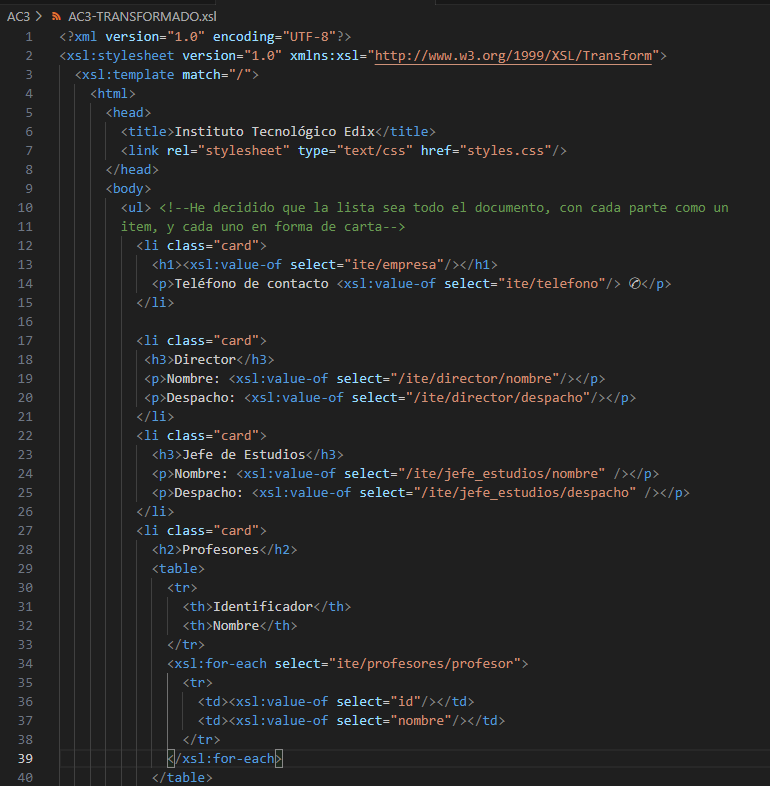 AC3 > AC3-TRANSFORMADO.xsl
1 <?xml version="1.0" encoding="UTF-8"?>
2 <xsl:stylesheet version="1.0" xmlns:xsl="http://www.w3.org/1999/XSL/Transform">
3 <xsl:template match="/">
4 <html>
5 <head>
6 <title>Instituto Tecnológico Edix</title>
7 <link rel="stylesheet" type="text/css" href="styles.css"/>
8 </head>
9 <body>
10 <ul> <!--He decidido que la lista sea todo el documento, con cada parte como un
11 item, y cada uno en forma de carta-->
12 <li class="card">
13 <h1><xsl:value-of select="ite/empresa"/></h1>
14 <p>Teléfono de contacto <xsl:value-of select="ite/telefono"/> ✆</p>
15 </li>
16
17 <li class="card">
18 <h3>Director</h3>
19 <p>Nombre: <xsl:value-of select="/ite/director/nombre"/></p>
20 <p>Despacho: <xsl:value-of select="/ite/director/despacho"/></p>
21 </li>
22 <li class="card">
23 <h3>Jefe de Estudios</h3>
24 <p>Nombre: <xsl:value-of select="/ite/jefe_estudios/nombre" /></p>
25 <p>Despacho: <xsl:value-of select="/ite/jefe_estudios/despacho" /></p>
26 </li>
27 <li class="card">
28 <h2>Profesores</h2>
29 <table>
30 <tr>
31 <th>Identificador</th>
32 <th>Nombre</th>
33 </tr>
34 <xsl:for-each select="ite/profesores/profesor">
35 <tr>
36 <td><xsl:value-of select="id"/></td>
37 <td><xsl:value-of select="nombre"/></td>
38 </tr>
39 </xsl:for-each>
40 </table>